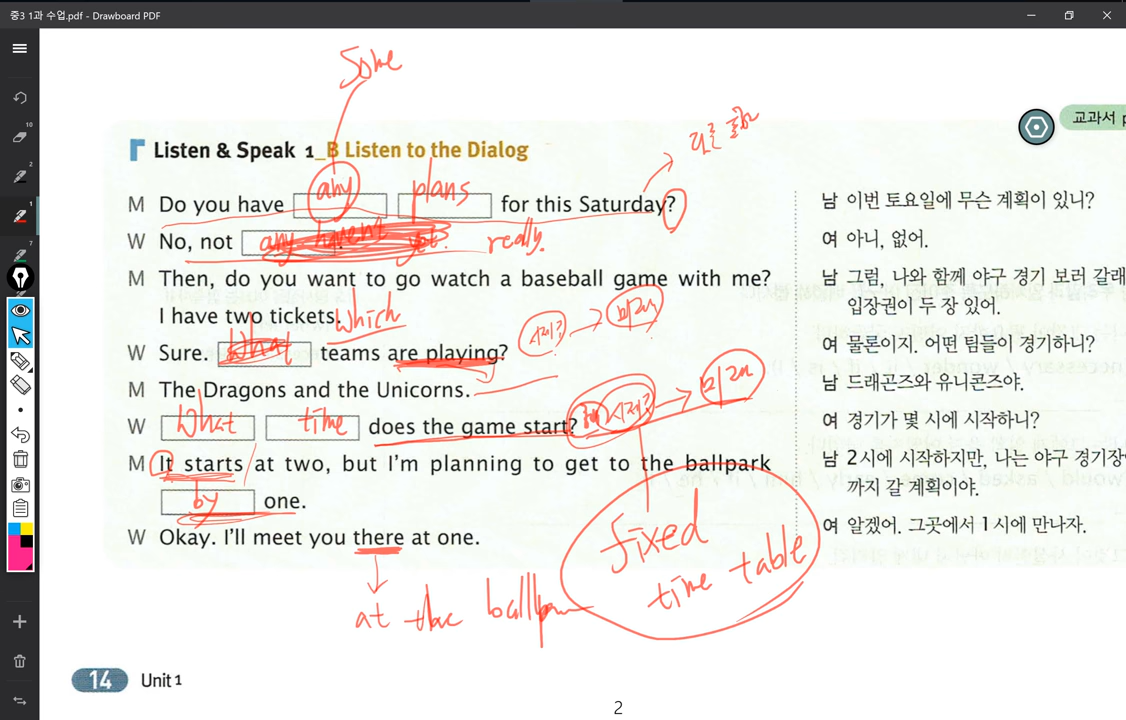 중3 1과 수업.pdf - Drawboard PDF
Some
교과서 p
Listen & Speak 1_B Listen to the Dialog
M Do you have any plans for this Saturday?
W No, not really.
M Then, do you want to go watch a baseball game with me?
I have two tickets.
which
W Sure. What teams are playing?
시제? → 미래
M The Dragons and the Unicorns.
W What time does the game start?
현 시제? → 미래
M It starts at two, but I'm planning to get to the ballpark
by one.
W Okay. I'll meet you there at one.
fixed
time table
at the ballpark
남 이번 토요일에 무슨 계획이 있니?
여 아니, 없어.
남 그럼, 나와 함께 야구 경기 보러 갈래
입장권이 두 장 있어.
여 물론이지. 어떤 팀들이 경기하니?
남 드래곤즈와 유니콘즈야.
여 경기가 몇 시에 시작하니?
남 2시에 시작하지만, 나는 야구 경기장
까지 갈 계획이야.
여 알겠어. 그곳에서 1시에 만나자.
14 Unit 1
2